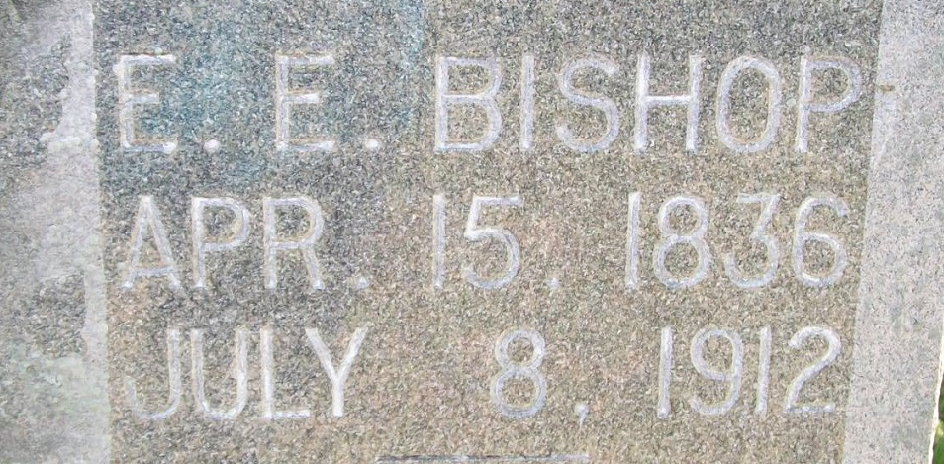 E. E. BISHOP
APR. 15, 1836
JULY 8, 1912